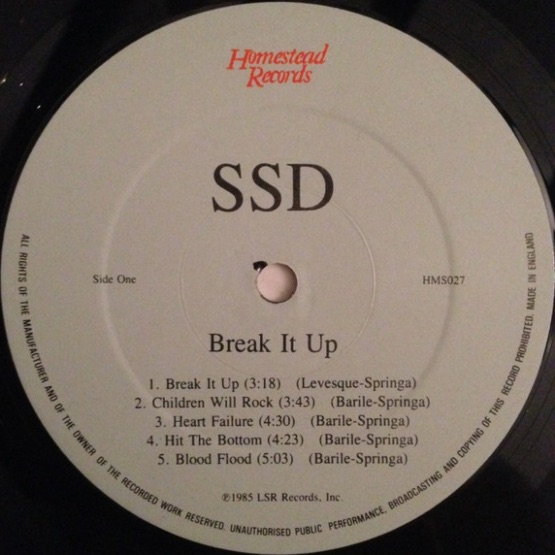 Homestead
Records
SSD
Side One
HMS027
Break It Up
1. Break It Up (3:18) (Levesque-Springa)
2. Children Will Rock (3:43) (Barile-Springa)
3. Heart Failure (4:30) (Barile-Springa)
4. Hit The Bottom (4:23) (Barile-Springa)
5. Blood Flood (5:03) (Barile-Springa)
℗1985 LSR Records, Inc.
ALL RIGHTS OF THE MANUFACTURER AND OF THE OWNER OF THE RECORDED WORK RESERVED. UNAUTHORISED PUBLIC PERFORMANCE, BROADCASTING AND COPYING OF THIS RECORD PROHIBITED. MADE IN ENGLAND